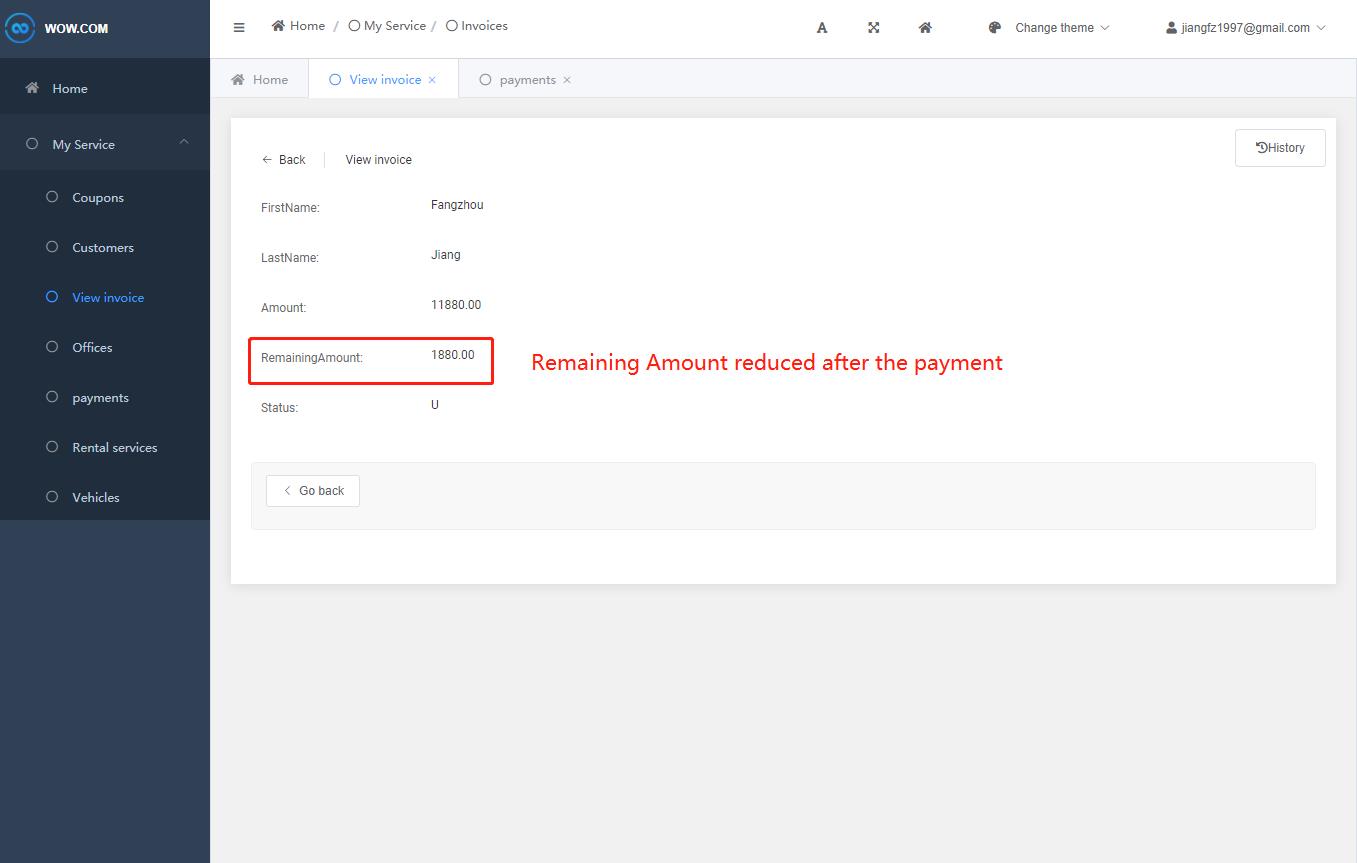 WOW.COM
Home / My Service / Invoices
A
Change theme
jiangfz1997@gmail.com
Home
View invoice ×
payments ×
Home
My Service
Coupons
Customers
View invoice
Offices
payments
Rental services
Vehicles
← Back
View invoice
History
FirstName: Fangzhou
LastName: Jiang
Amount: 11880.00
RemainingAmount: 1880.00
Remaining Amount reduced after the payment
Status: U
Go back